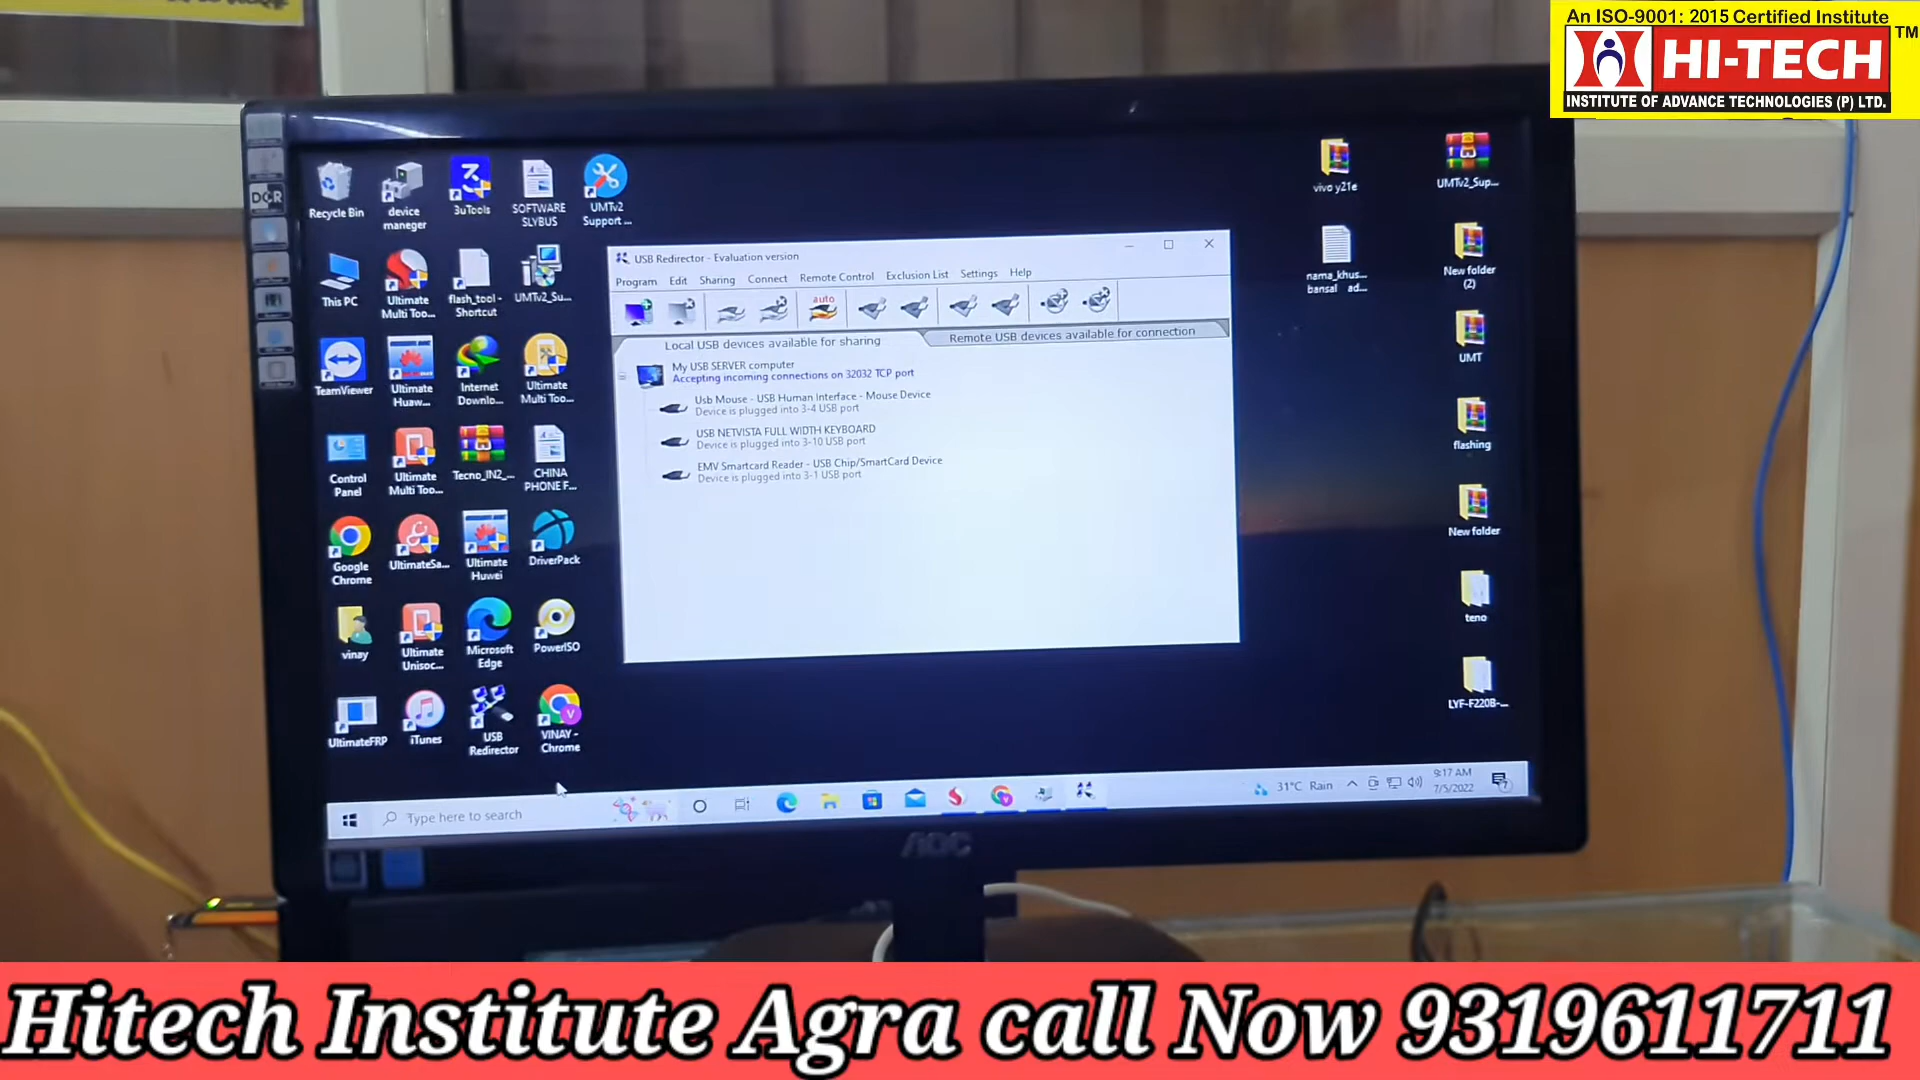 An ISO-9001: 2015 Certified Institute
HI-TECH
TM
INSTITUTE OF ADVANCE TECHNOLOGIES (P) LTD.
Recycle Bin
device
maneger
3uTools
SOFTWARE
SLYBUS
UMTv2
Support ...
vivo y21e
UMTv2_Sup...
This PC
Ultimate
Multi Too...
flash_tool -
Shortcut
UMTv2_Su...
nama_khus...
bansal ad...
New folder
(2)
USB Redirector - Evaluation version
Program Edit Sharing Connect Remote Control Exclusion List Settings Help
auto
Local USB devices available for sharing
Remote USB devices available for connection
My USB SERVER computer
Accepting incoming connections on 32032 TCP port
Usb Mouse - USB Human Interface - Mouse Device
Device is plugged into 3-4 USB port
USB NETVISTA FULL WIDTH KEYBOARD
Device is plugged into 3-10 USB port
EMV Smartcard Reader - USB Chip/SmartCard Device
Device is plugged into 3-1 USB port
TeamViewer
Ultimate
Huaw...
Internet
Downlo...
Ultimate
Multi Too...
UMT
Control
Panel
Ultimate
Multi Too...
Tecno_IN2_...
CHINA
PHONE F...
flashing
Google
Chrome
UltimateSa...
Ultimate
Huwei
DriverPack
New folder
vinay
Ultimate
Unisoc...
Microsoft
Edge
PowerISO
teno
UltimateFRP
iTunes
USB
Redirector
VINAY -
Chrome
LYF-F220B-...
Type here to search
31°C Rain
9:17 AM
7/5/2022
AOC
Hitech Institute Agra call Now 9319611711